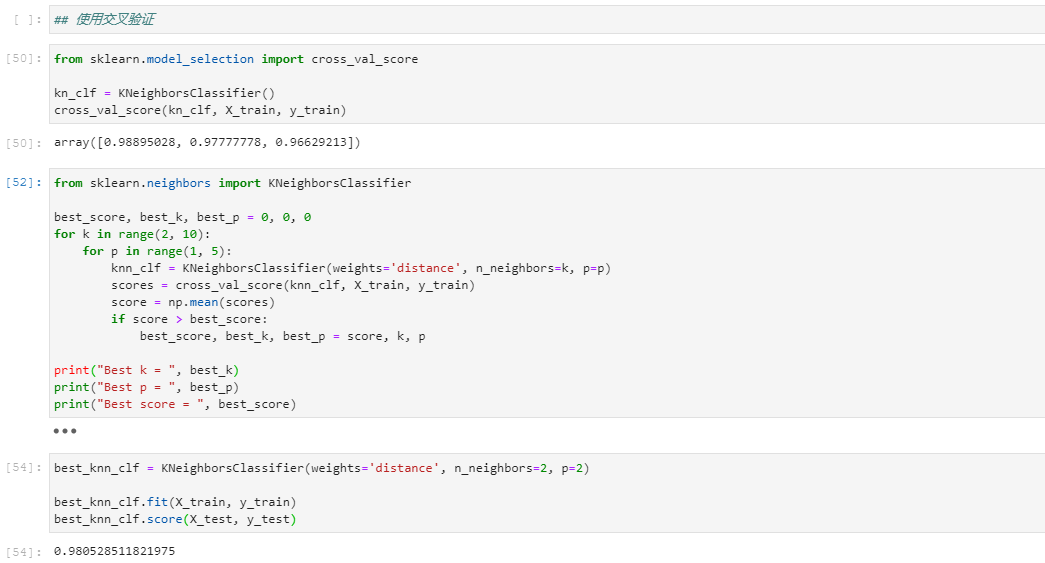 [ ]: ## 使用交叉验证
[50]: from sklearn.model_selection import cross_val_score
kn_clf = KNeighborsClassifier()
cross_val_score(kn_clf, X_train, y_train)
[50]: array([0.98895028, 0.97777778, 0.96629213])
[52]: from sklearn.neighbors import KNeighborsClassifier
best_score, best_k, best_p = 0, 0, 0
for k in range(2, 10):
    for p in range(1, 5):
        knn_clf = KNeighborsClassifier(weights='distance', n_neighbors=k, p=p)
        scores = cross_val_score(knn_clf, X_train, y_train)
        score = np.mean(scores)
        if score > best_score:
            best_score, best_k, best_p = score, k, p
print("Best k = ", best_k)
print("Best p = ", best_p)
print("Best score = ", best_score)
•••
[54]: best_knn_clf = KNeighborsClassifier(weights='distance', n_neighbors=2, p=2)
best_knn_clf.fit(X_train, y_train)
best_knn_clf.score(X_test, y_test)
[54]: 0.980528511821975